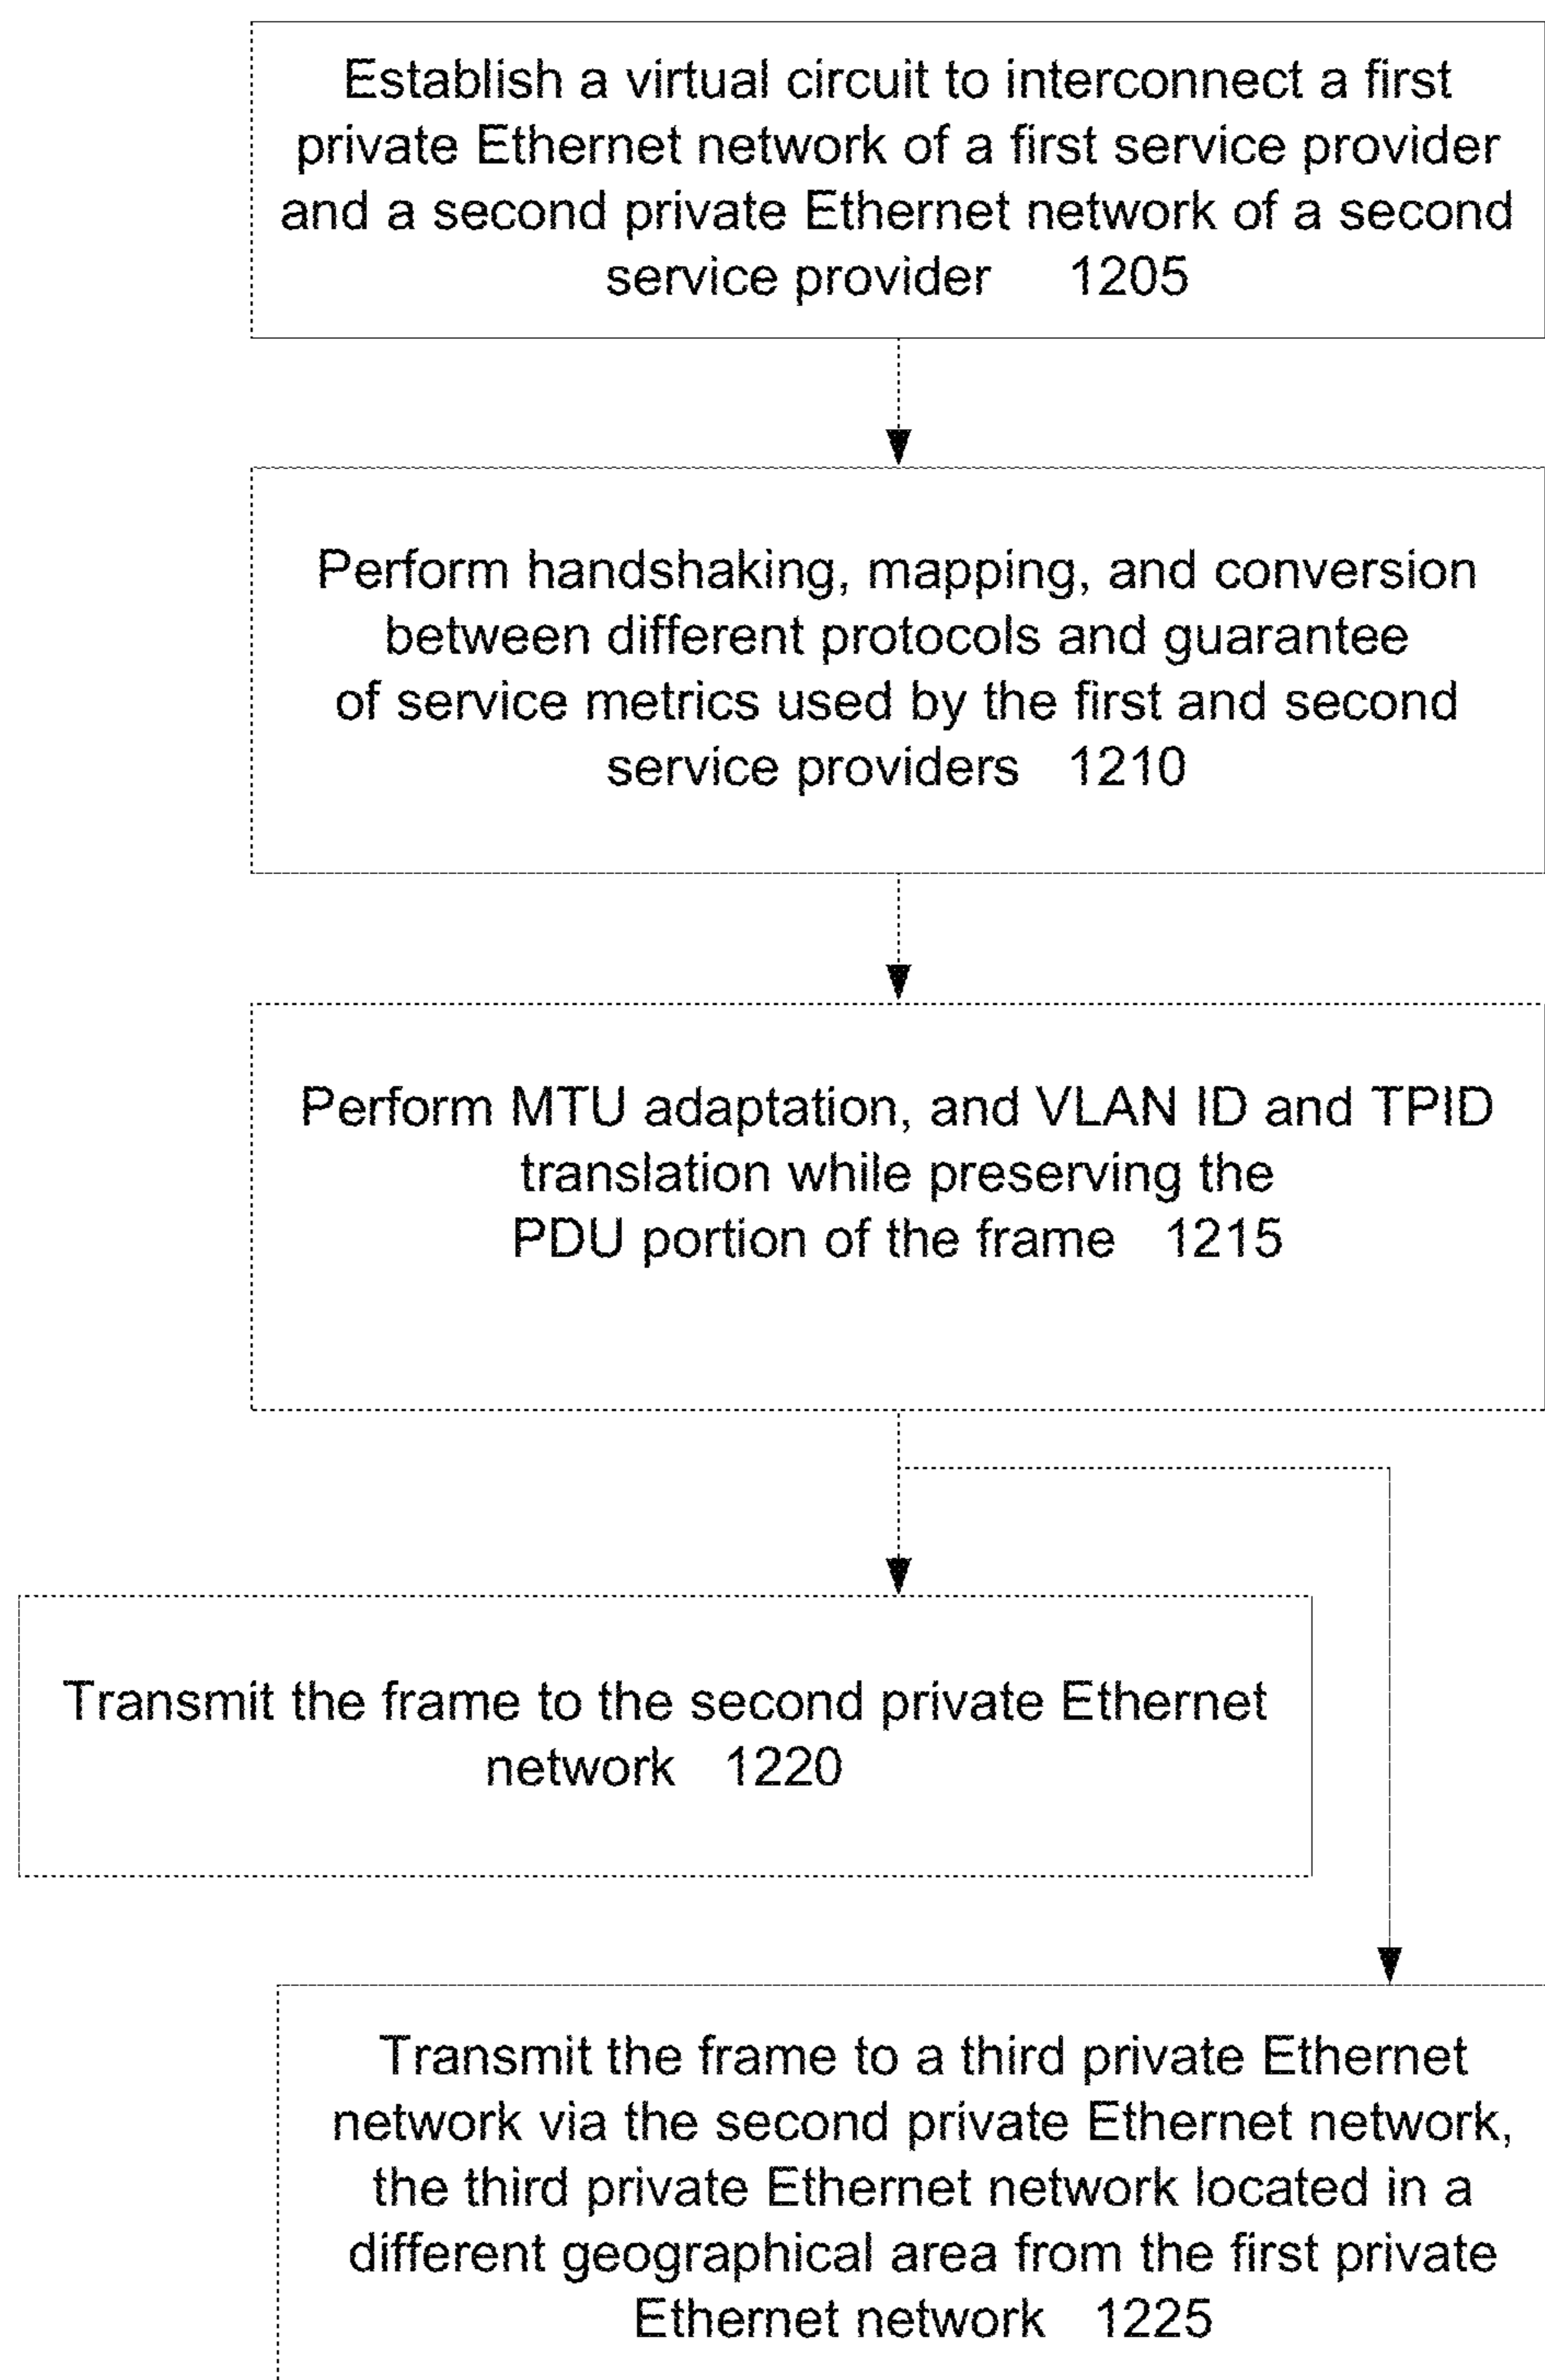 Establish a virtual circuit to interconnect a first
private Ethernet network of a first service provider
and a second private Ethernet network of a second
service provider 1205
Perform handshaking, mapping, and conversion
between different protocols and guarantee
of service metrics used by the first and second
service providers 1210
Perform MTU adaptation, and VLAN ID and TPID
translation while preserving the
PDU portion of the frame 1215
Transmit the frame to the second private Ethernet
network 1220
Transmit the frame to a third private Ethernet
network via the second private Ethernet network,
the third private Ethernet network located in a
different geographical area from the first private
Ethernet network 1225